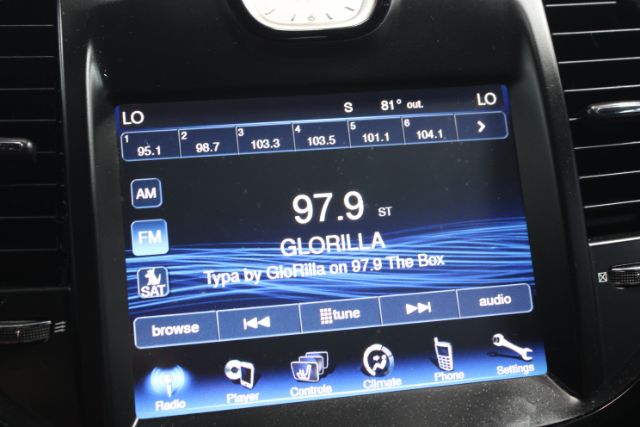 LO S 81° out. LO
1 95.1 2 98.7 3 103.3 4 103.5 5 101.1 6 104.1
AM
97.9 ST
FM
GLORILLA
Typa by GloRilla on 97.9 The Box
SAT
browse tune audio
Radio Player Controls Climate Phone Settings